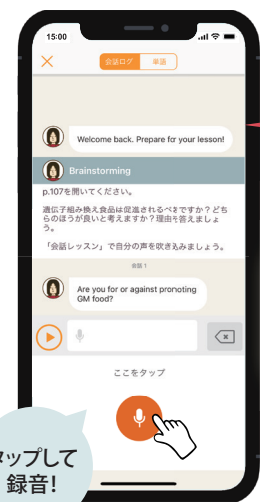 15:00
会話ログ 単語
Welcome back. Prepare for your lesson!
Brainstorming
p.107を開いてください。
遺伝子組み換え食品は促進されるべきですか？どち
らのほうが良いと考えますか？理由を答えましょ
う。
「会話レッスン」で自分の声を吹き込みましょう。
会話 1
Are you for or against promoting
GM food?
ここをタップ
タップして
録音!